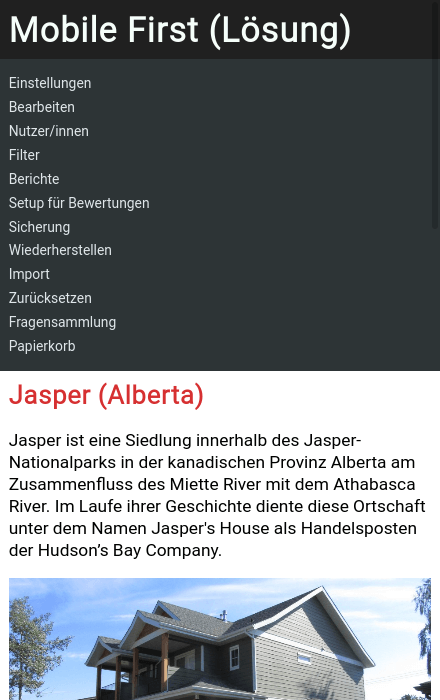 Mobile First (Lösung)
Einstellungen
Bearbeiten
Nutzer/innen
Filter
Berichte
Setup für Bewertungen
Sicherung
Wiederherstellen
Import
Zurücksetzen
Fragensammlung
Papierkorb
Jasper (Alberta)
Jasper ist eine Siedlung innerhalb des Jasper-
Nationalparks in der kanadischen Provinz Alberta am
Zusammenfluss des Miette River mit dem Athabasca
River. Im Laufe ihrer Geschichte diente diese Ortschaft
unter dem Namen Jasper's House als Handelsposten
der Hudson’s Bay Company.